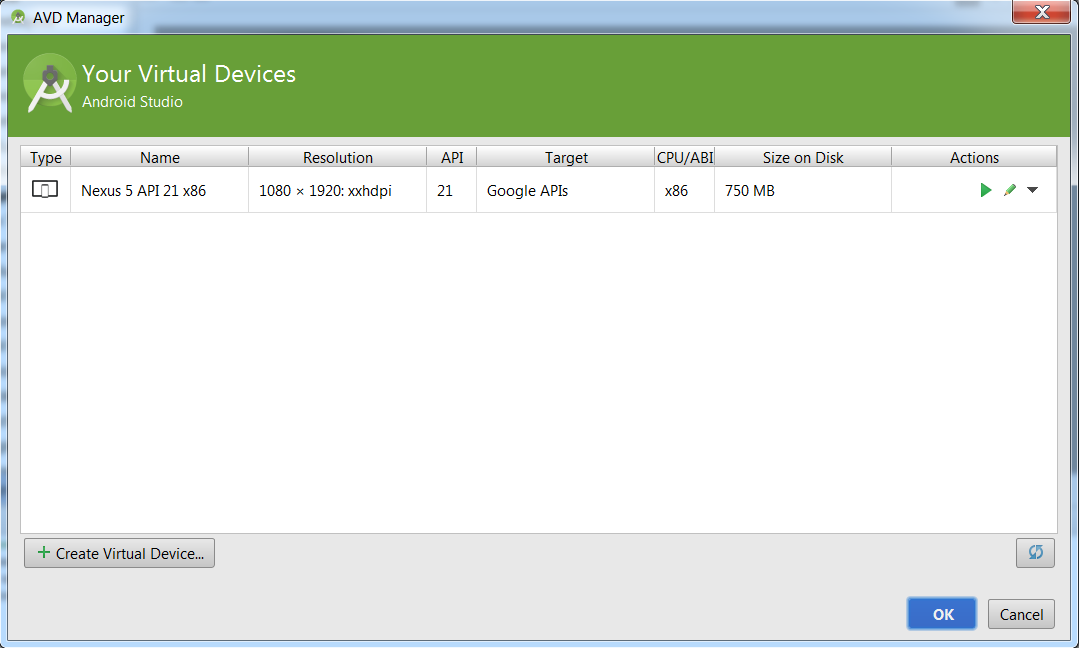 AVD Manager
Your Virtual Devices
Android Studio
Type Name Resolution API Target CPU/ABI Size on Disk Actions
Nexus 5 API 21 x86 1080 × 1920: xxhdpi 21 Google APIs x86 750 MB
Create Virtual Device...
OK Cancel